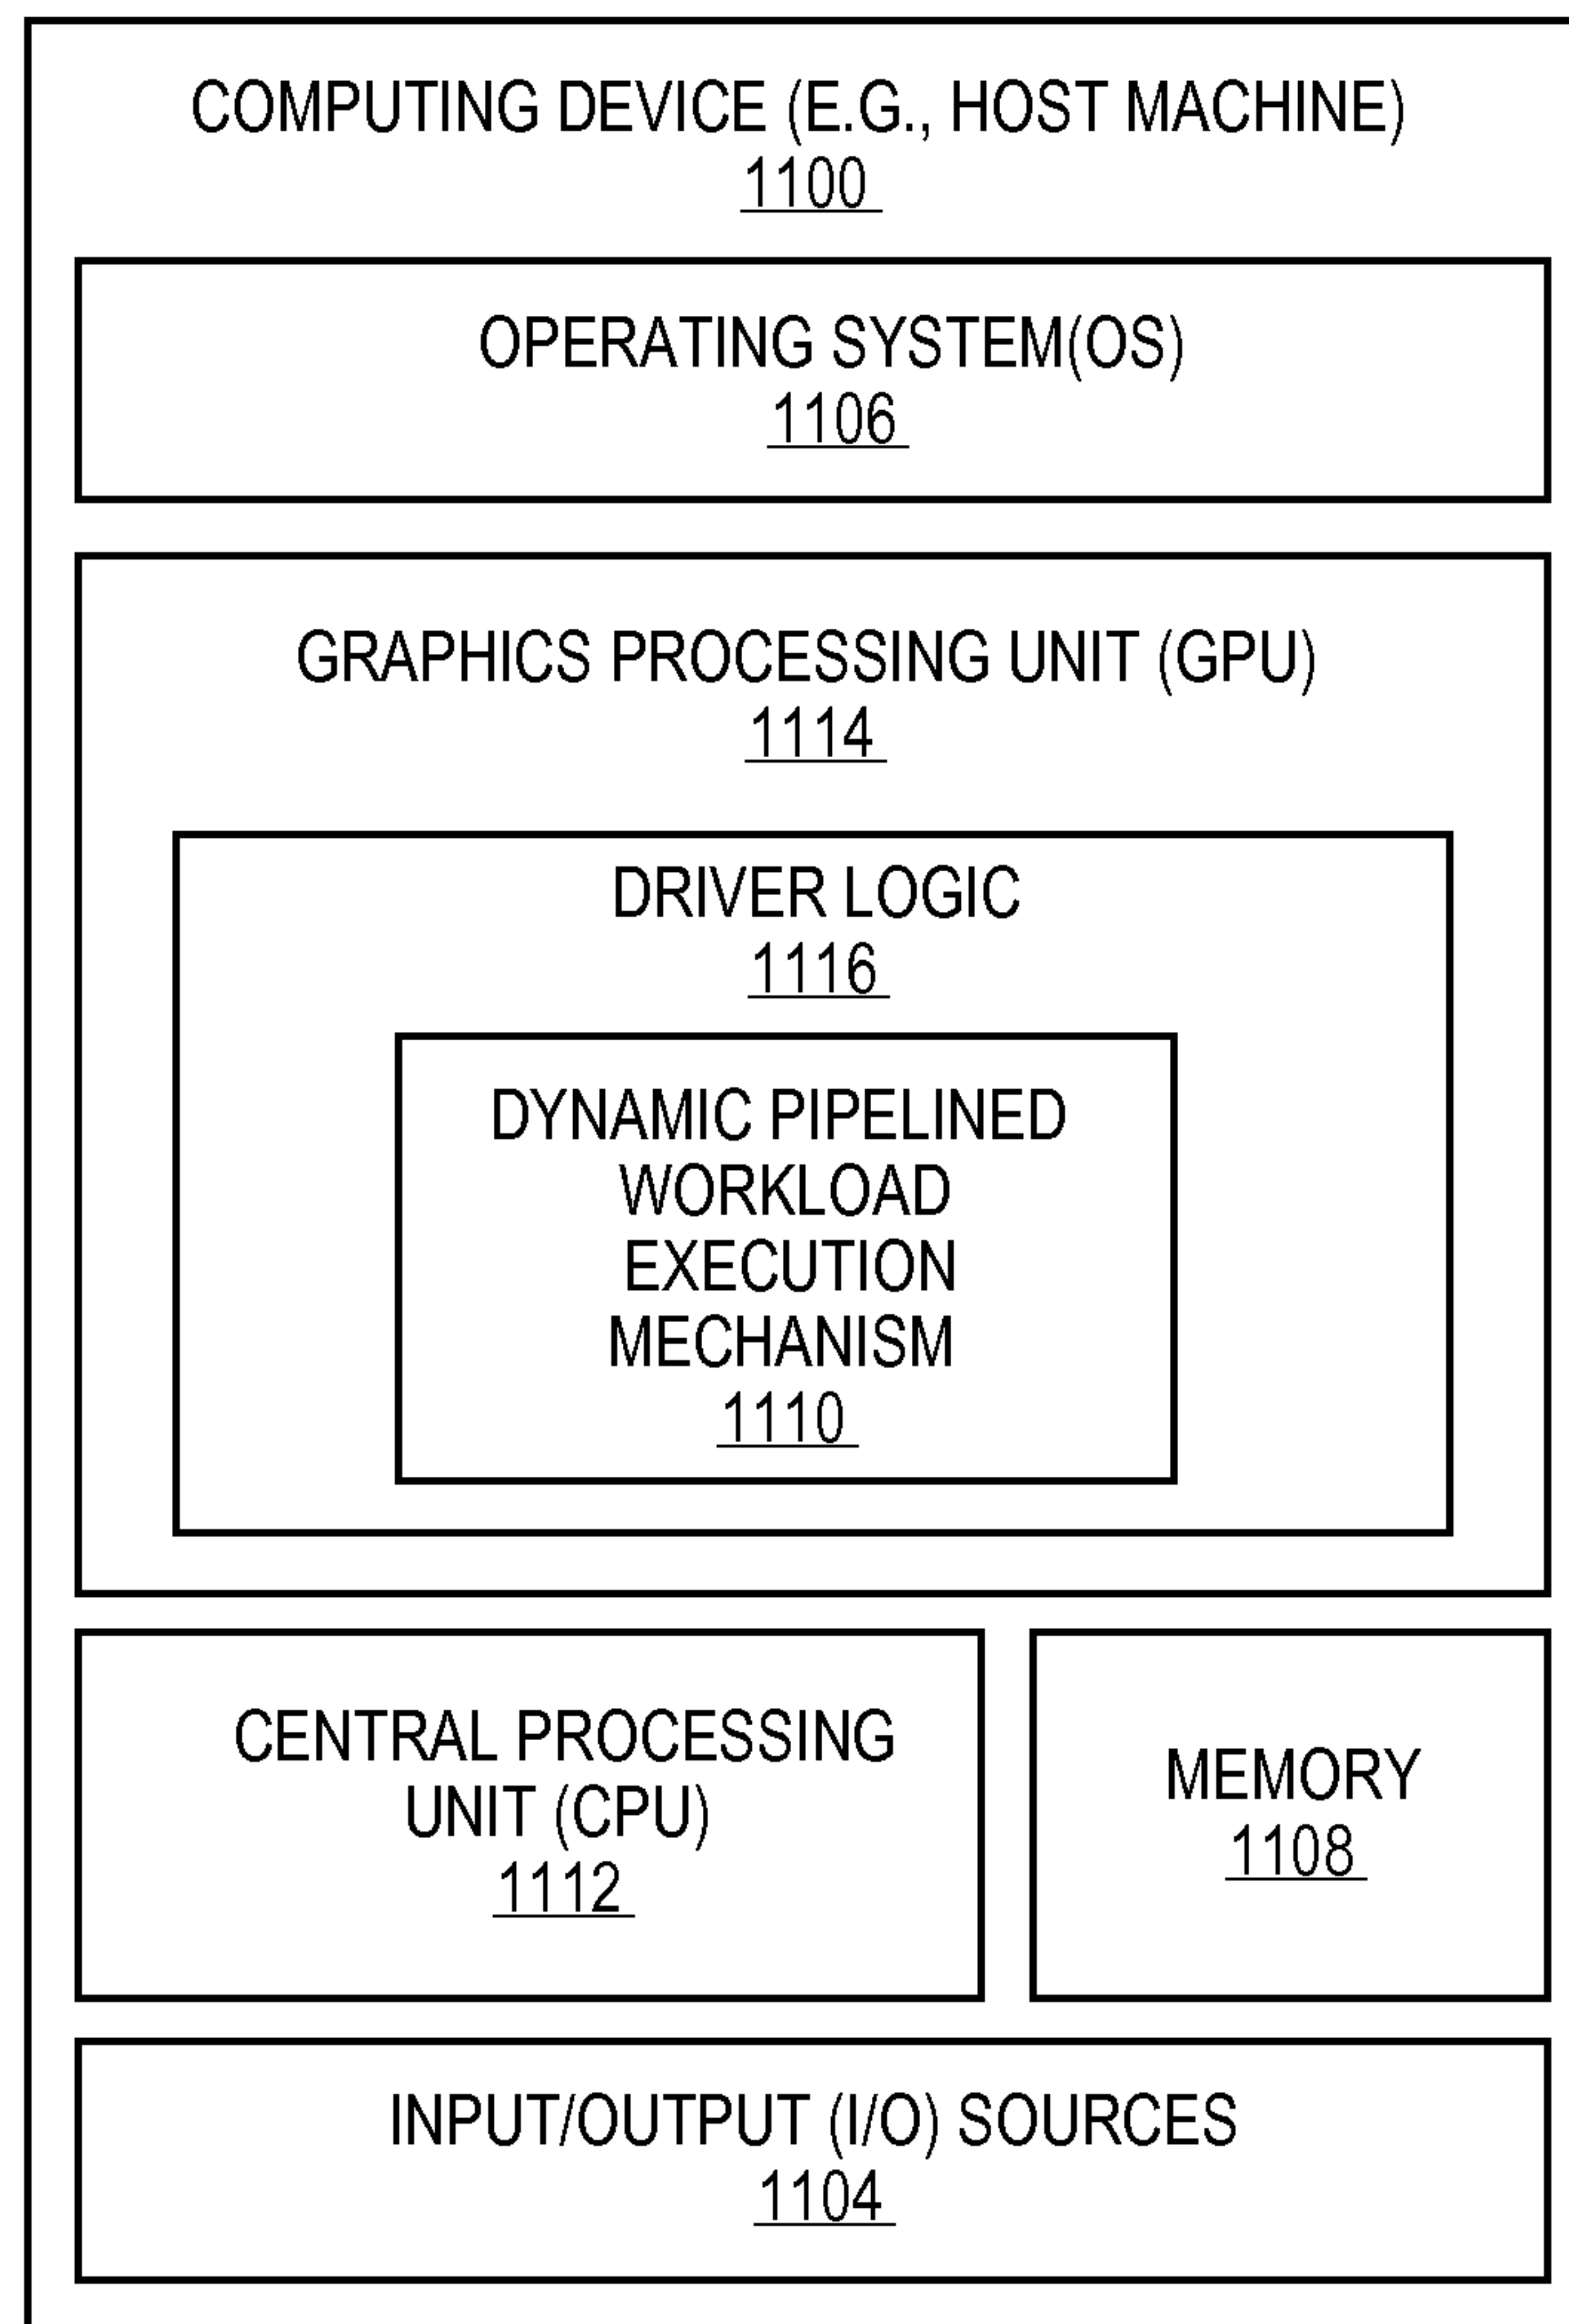 COMPUTING DEVICE (E.G., HOST MACHINE)
1100
OPERATING SYSTEM(OS)
1106
GRAPHICS PROCESSING UNIT (GPU)
1114
DRIVER LOGIC
1116
DYNAMIC PIPELINED
WORKLOAD
EXECUTION
MECHANISM
1110
CENTRAL PROCESSING
UNIT (CPU)
1112
MEMORY
1108
INPUT/OUTPUT (I/O) SOURCES
1104